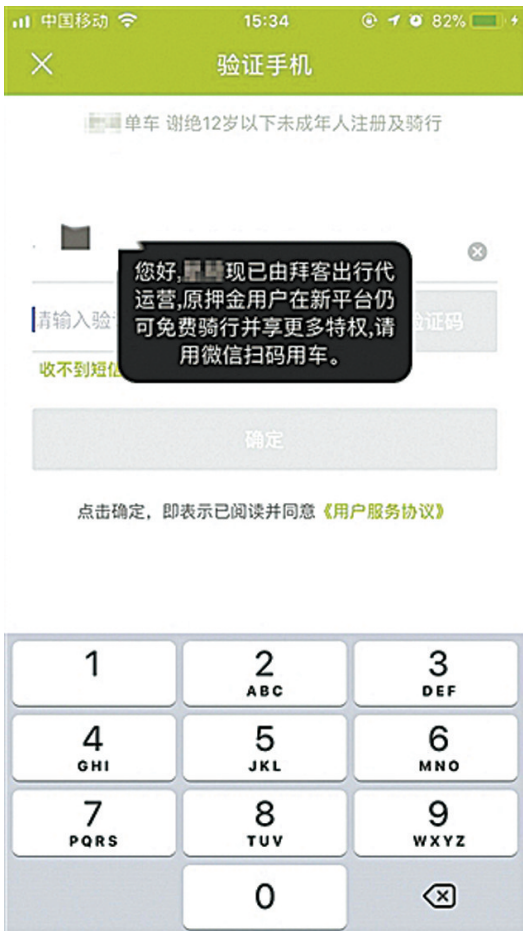 中国移动 15:34 82%
验证手机
单车 谢绝12岁以下未成年人注册及骑行
您好,现已由拜客出行代
运营,原押金用户在新平台仍
可免费骑行并享更多特权,请
用微信扫码用车。
请输入验 验证码
收不到短信
确定
点击确定，即表示已阅读并同意《用户服务协议》
1 2 3
ABC DEF
4 5 6
GHI JKL MNO
7 8 9
PQRS TUV WXYZ
0